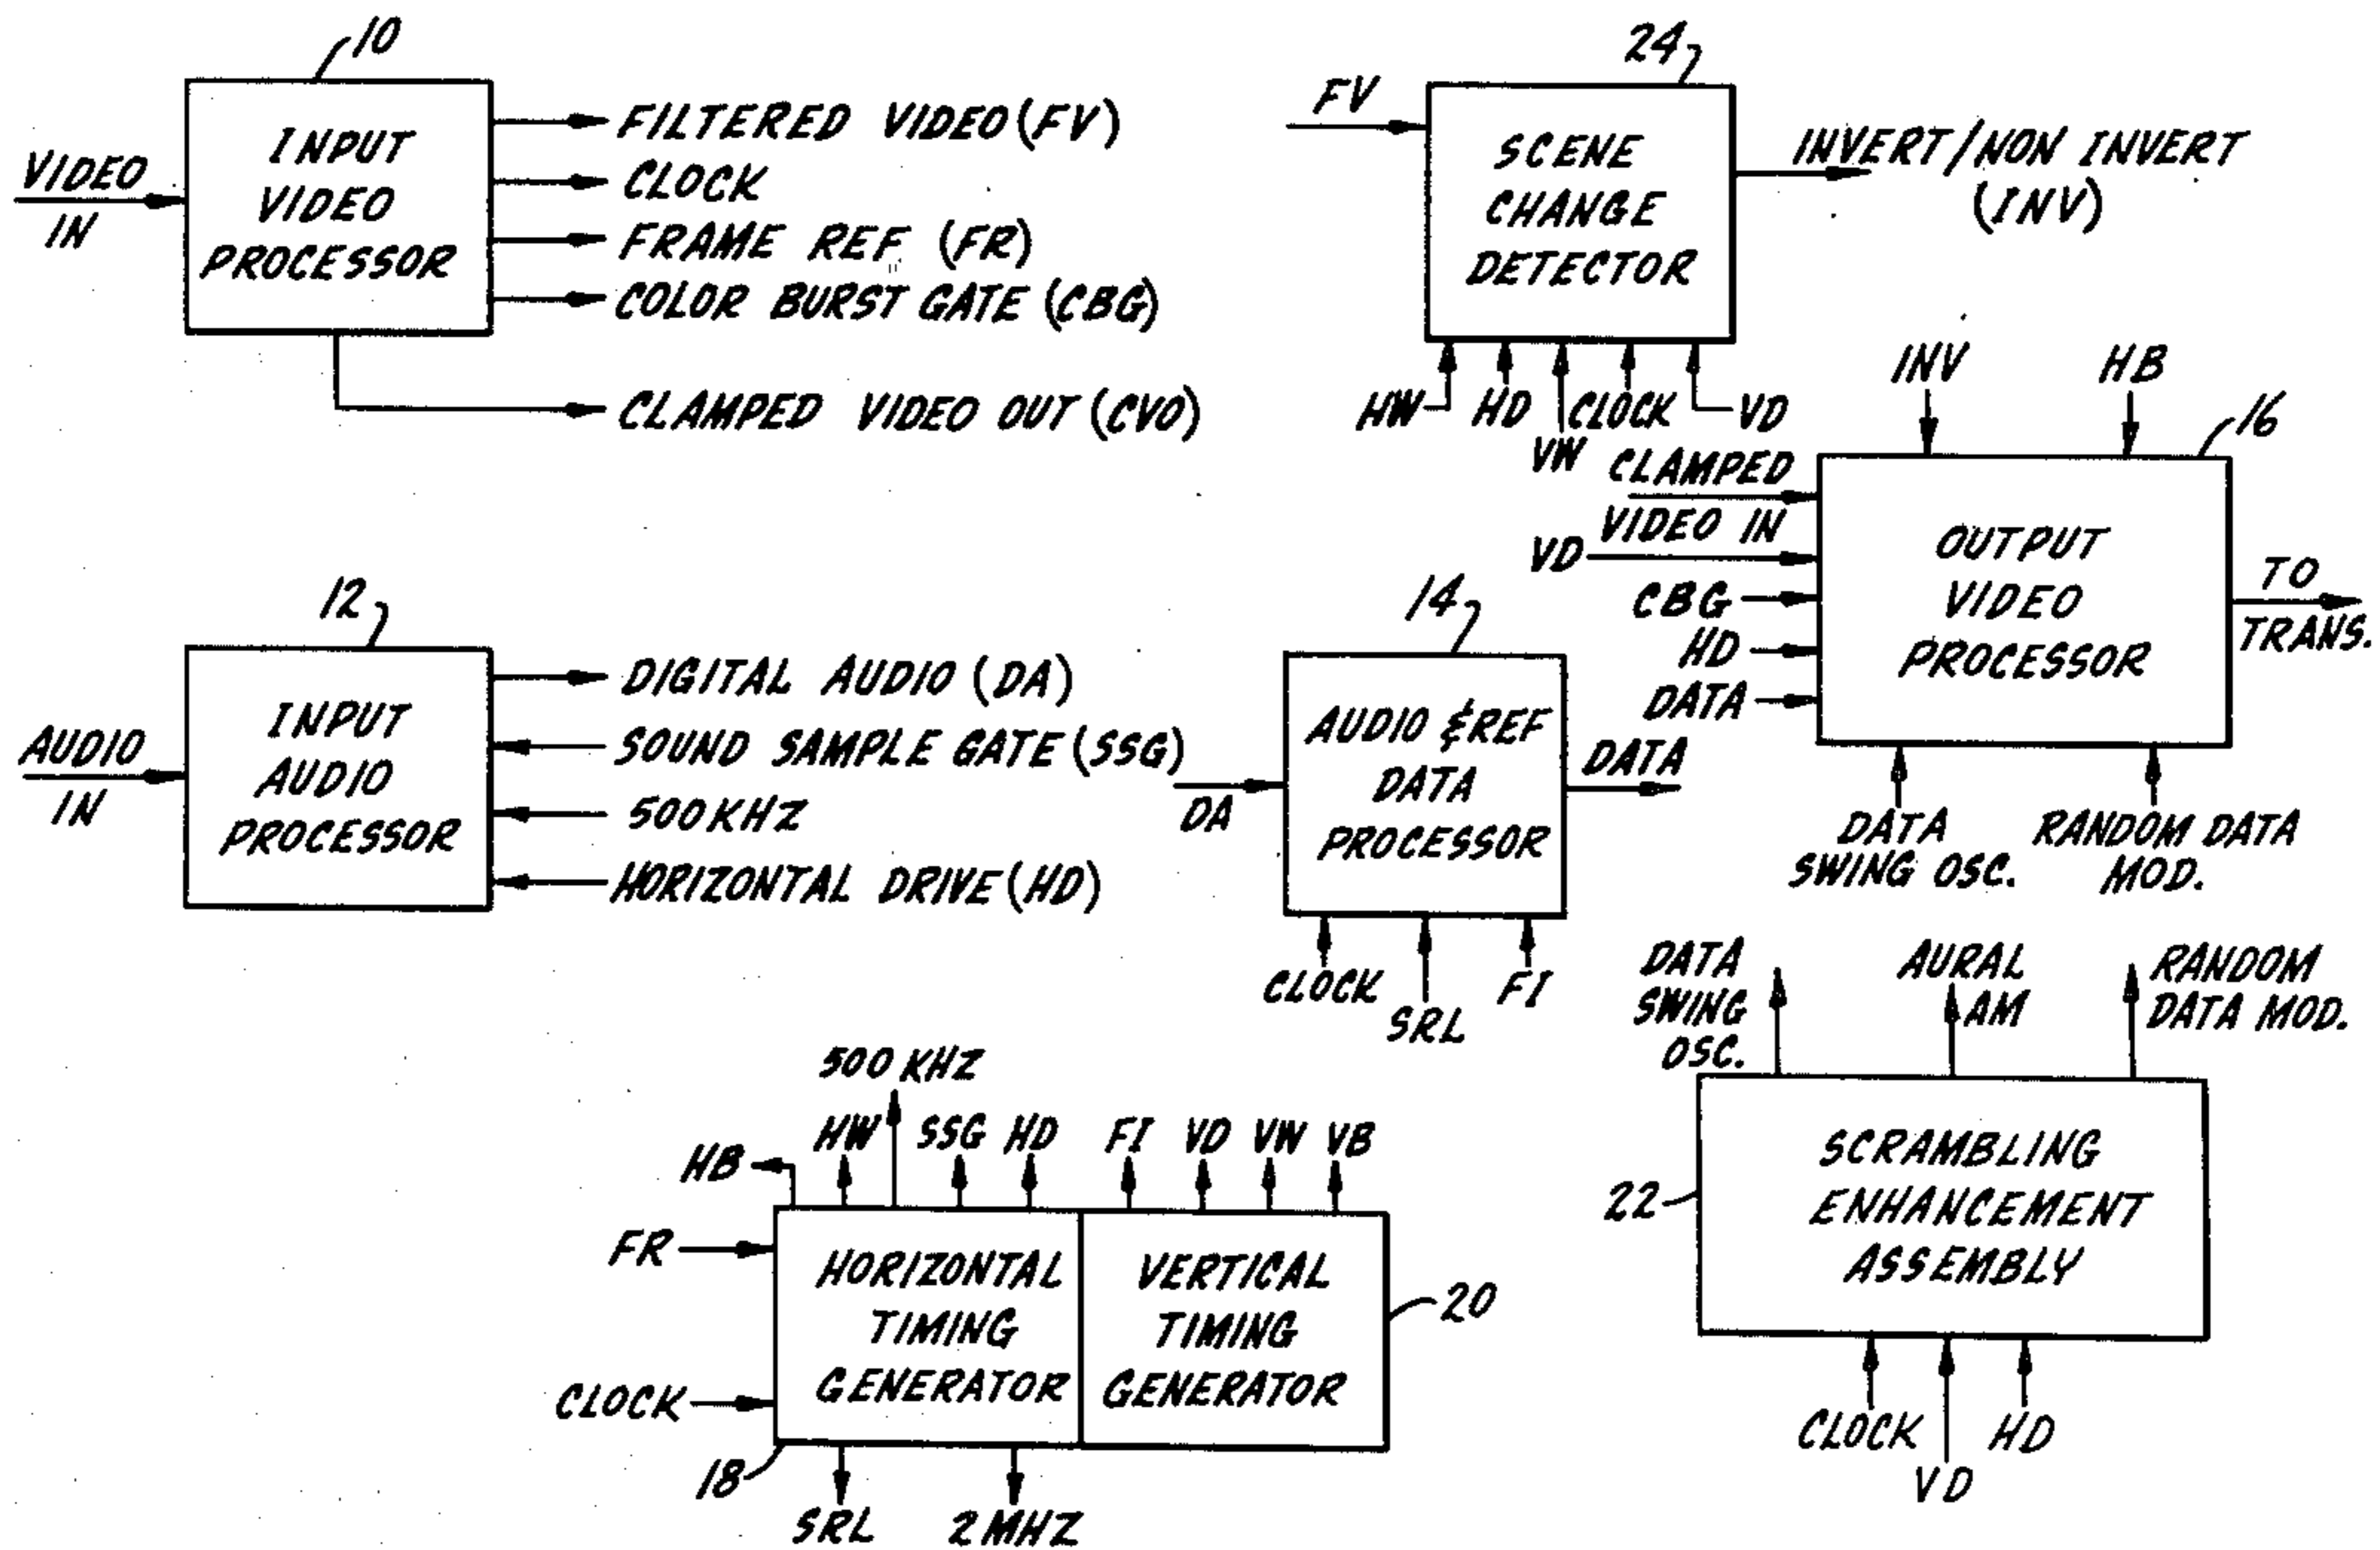 10
INPUT
VIDEO
PROCESSOR
VIDEO
IN
FILTERED VIDEO (FV)
CLOCK
FRAME REF (FR)
COLOR BURST GATE (CBG)
CLAMPED VIDEO OUT (CVO)
24
FV
SCENE
CHANGE
DETECTOR
INVERT/NON INVERT
(INV)
HW
HD
VW
CLOCK
VD
INV
HB
16
CLAMPED
VIDEO IN
VD
CBG
HD
DATA
OUTPUT
VIDEO
PROCESSOR
TO
TRANS.
DATA
SWING OSC.
RANDOM DATA
MOD.
12
INPUT
AUDIO
PROCESSOR
AUDIO
IN
DIGITAL AUDIO (DA)
SOUND SAMPLE GATE (SSG)
500 KHZ
HORIZONTAL DRIVE (HD)
14
AUDIO & REF
DATA
PROCESSOR
DA
DATA
CLOCK
SRL
FI
DATA
SWING
OSC.
AURAL
AM
RANDOM
DATA MOD.
22
SCRAMBLING
ENHANCEMENT
ASSEMBLY
CLOCK
VD
HD
500 KHZ
HB
HW
SSG
HD
FI
VD
VW
VB
FR
CLOCK
HORIZONTAL
TIMING
GENERATOR
VERTICAL
TIMING
GENERATOR
20
18
SRL
2 MHZ